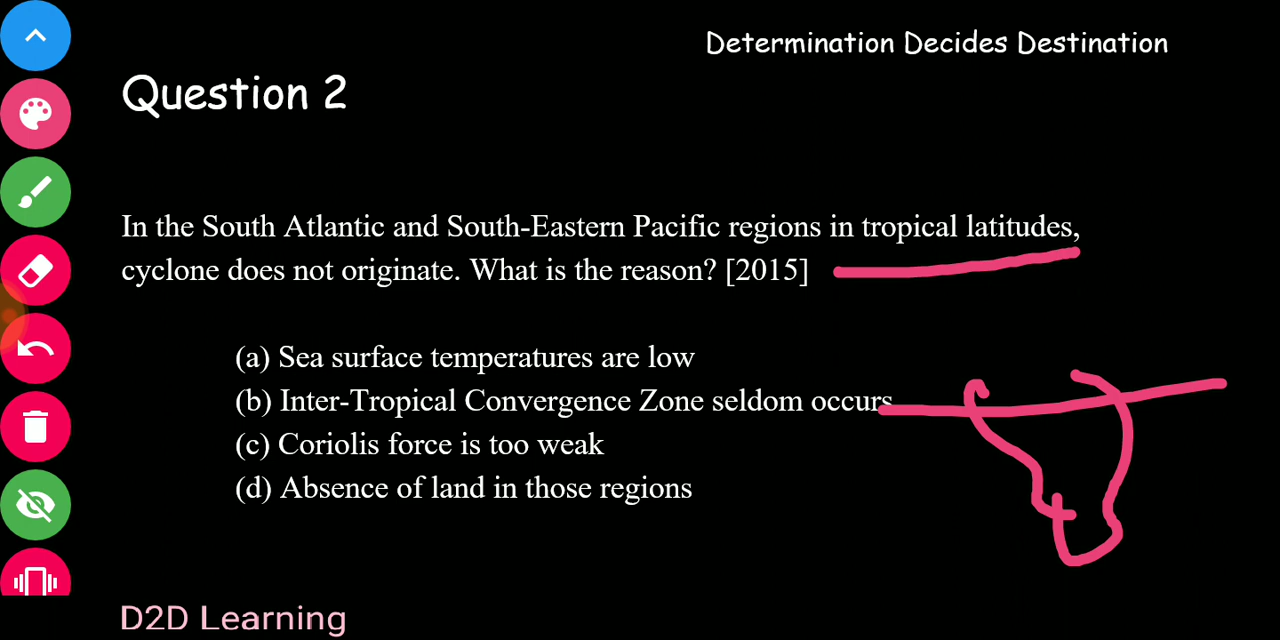 Determination Decides Destination
Question 2
In the South Atlantic and South-Eastern Pacific regions in tropical latitudes,
cyclone does not originate. What is the reason? [2015]
(a) Sea surface temperatures are low
(b) Inter-Tropical Convergence Zone seldom occurs
(c) Coriolis force is too weak
(d) Absence of land in those regions
D2D Learning